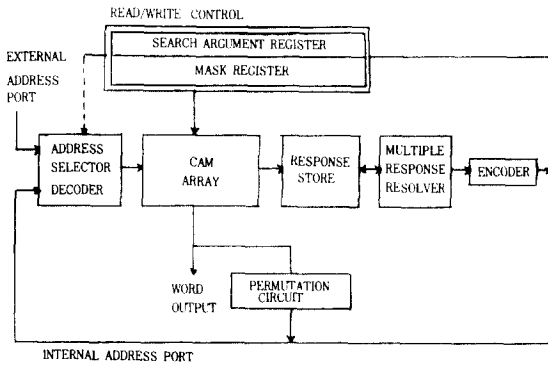 READ/WRITE CONTROL
SEARCH ARGUMENT REGISTER
MASK REGISTER
EXTERNAL
ADDRESS
PORT
ADDRESS
SELECTOR
DECODER
CAM
ARRAY
RESPONSE
STORE
MULTIPLE
RESPONSE
RESOLVER
ENCODER
WORD
OUTPUT
PERMUTATION
CIRCUIT
INTERNAL ADDRESS PORT